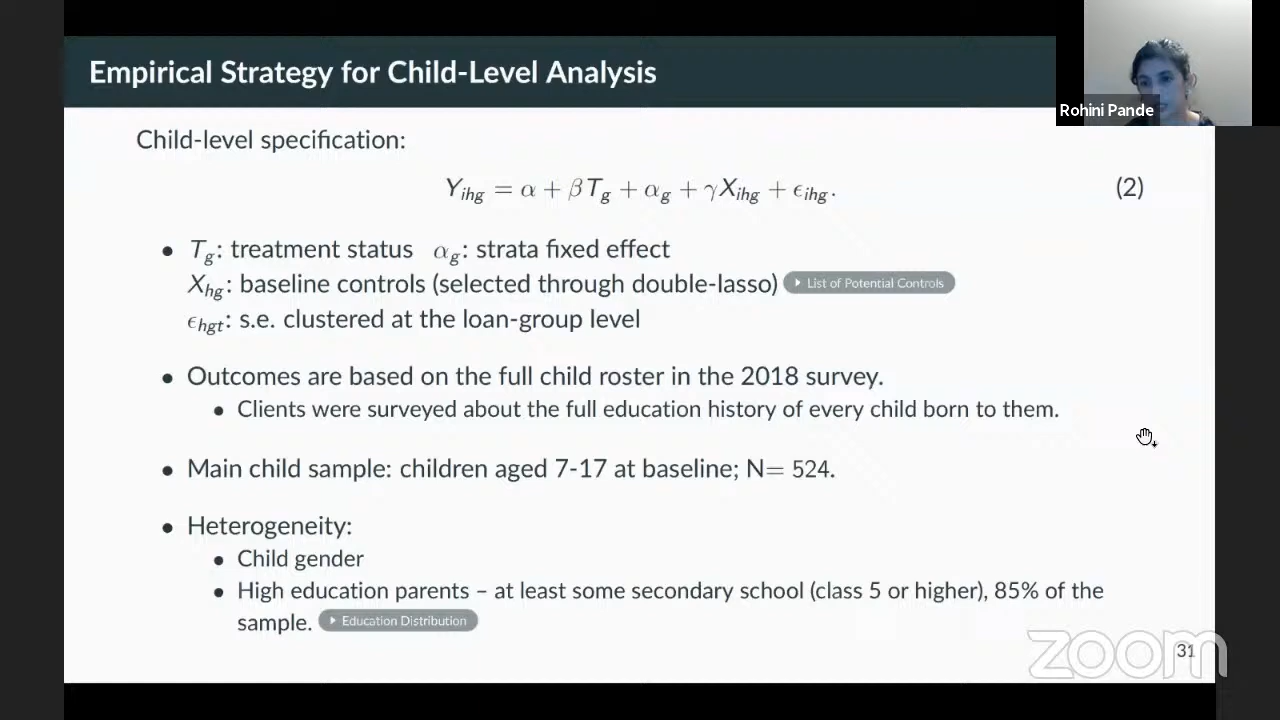 Empirical Strategy for Child-Level Analysis
Rohini Pande
Child-level specification:
Y_ihg = α + βT_g + α_g + γX_ihg + ϵ_ihg. (2)
• T_g: treatment status α_g: strata fixed effect
X_hg: baseline controls (selected through double-lasso) ▸ List of Potential Controls
ϵ_hgt: s.e. clustered at the loan-group level
• Outcomes are based on the full child roster in the 2018 survey.
• Clients were surveyed about the full education history of every child born to them.
• Main child sample: children aged 7-17 at baseline; N= 524.
• Heterogeneity:
• Child gender
• High education parents – at least some secondary school (class 5 or higher), 85% of the
sample. ▸ Education Distribution
zoom
31